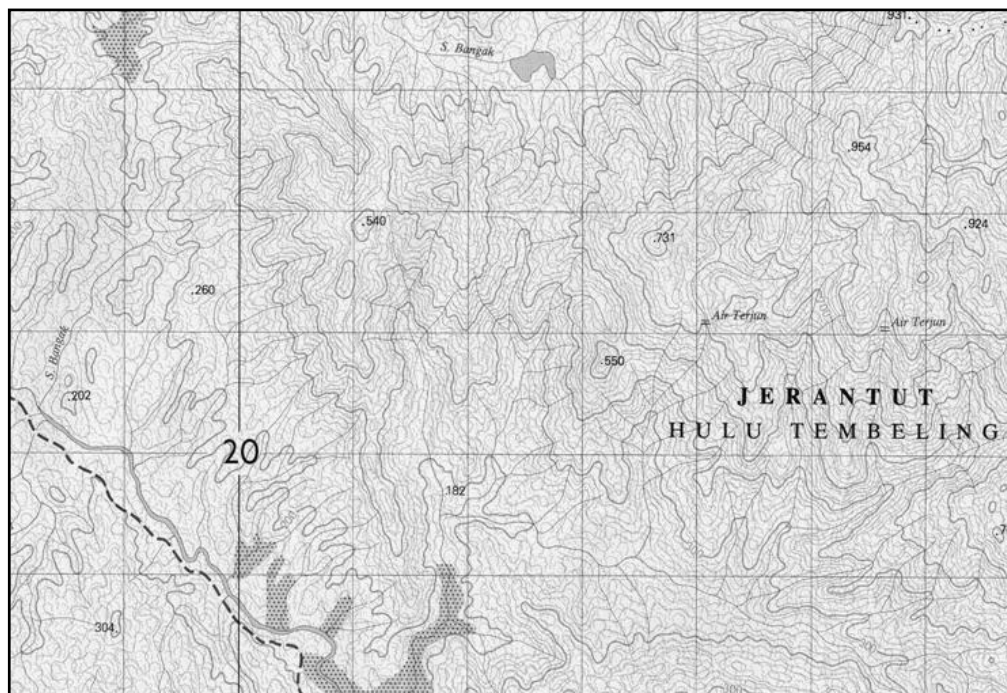 931
S. Bangak
.954
.540
.731
.924
.260
Air Terjun
Air Terjun
S. Bangak
.550
.202
JERANTUT
HULU TEMBELING
20
.182
304